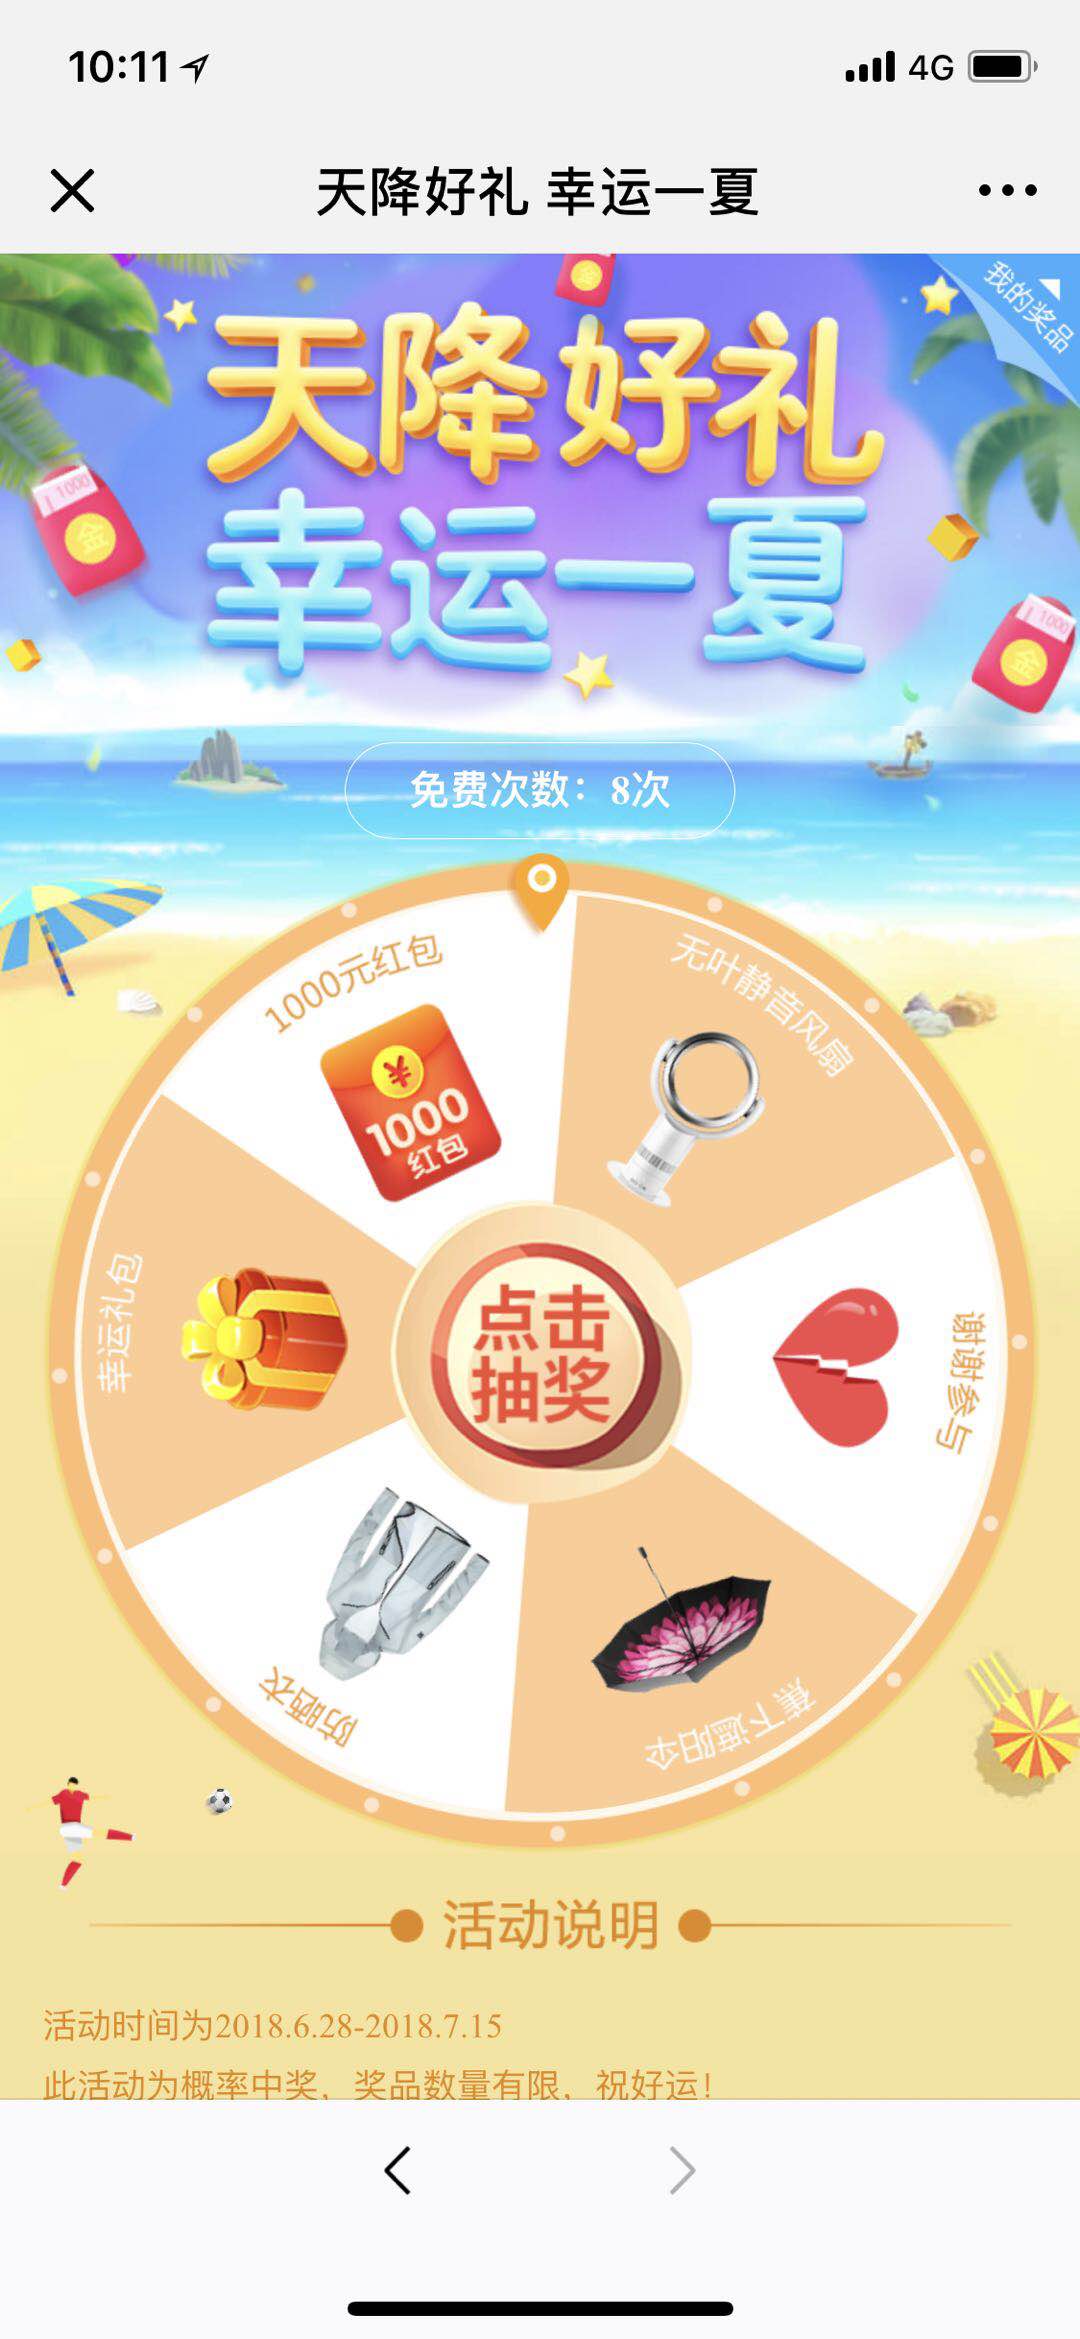 10:11
4G
天降好礼 幸运一夏
我的奖品
天降好礼
1000
金
金
幸运一夏
1000
金
免费次数：8次
1000元红包
无叶静音风扇
1000
红包
幸运礼包
点击
抽奖
谢谢参与
防晒衣
蕉下遮阳伞
活动说明
活动时间为2018.6.28-2018.7.15
此活动为概率中奖，奖品数量有限，祝好运！